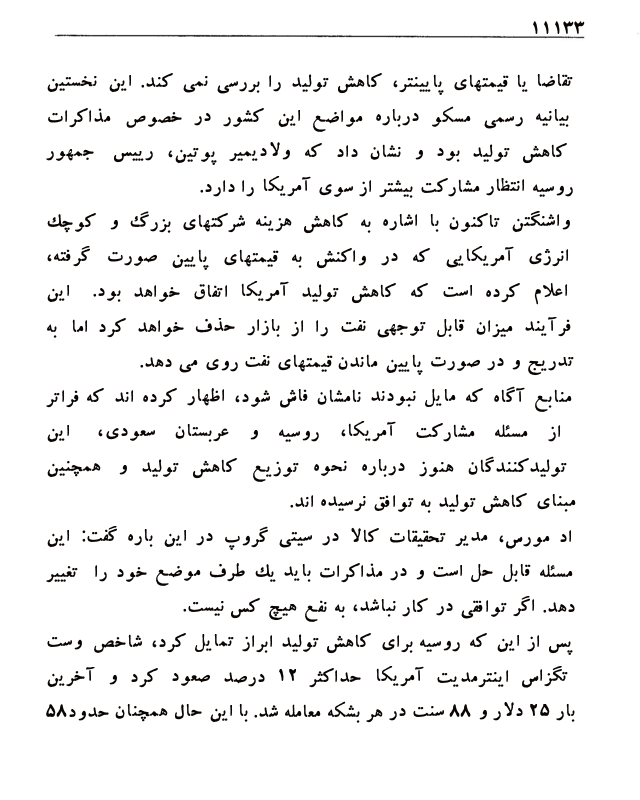 ۱۱۱۳۳
تقاضا یا قیمتهای پایینتر، کاهش تولید را بررسی نمی کند. این نخستین
بیانیه رسمی مسکو درباره مواضع این کشور در خصوص مذاکرات
کاهش تولید بود و نشان داد که ولادیمیر پوتین، رییس جمهور
روسیه انتظار مشارکت بیشتر از سوی آمریکا را دارد.
واشنگتن تاکنون با اشاره به کاهش هزینه شرکتهای بزرگ و کوچک
انرژی آمریکایی که در واکنش به قیمتهای پایین صورت گرفته،
اعلام کرده است که کاهش تولید آمریکا اتفاق خواهد بود. این
فرآیند میزان قابل توجهی نفت را از بازار حذف خواهد کرد اما به
تدریج و در صورت پایین ماندن قیمتهای نفت روی می دهد.
منابع آگاه که مایل نبودند نامشان فاش شود، اظهار کرده اند که فراتر
از مسئله مشارکت آمریکا، روسیه و عربستان سعودی، این
تولیدکنندگان هنوز درباره نحوه توزیع کاهش تولید و همچنین
مبنای کاهش تولید به توافق نرسیده اند.
اد مورس، مدیر تحقیقات کالا در سیتی گروپ در این باره گفت: این
مسئله قابل حل است و در مذاکرات باید یك طرف موضع خود را تغییر
دهد. اگر توافقی در کار نباشد، به نفع هیچ کس نیست.
پس از این که روسیه برای کاهش تولید ابراز تمایل کرد، شاخص وست
تگزاس اینترمدیت آمریکا حداکثر ۱۲ درصد صعود کرد و آخرین
بار ۲۵ دلار و ۸۸ سنت در هر بشکه معامله شد. با این حال همچنان حدود۵۸